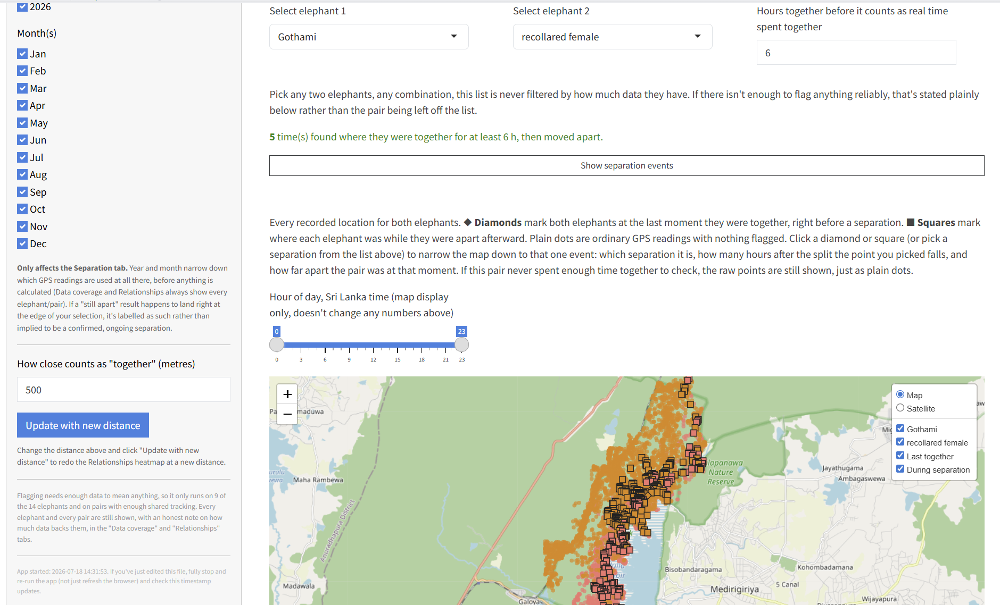 2026
Month(s)
Jan
Feb
Mar
Apr
May
Jun
Jul
Aug
Sep
Oct
Nov
Dec
Only affects the Separation tab. Year and month narrow down
which GPS readings are used at all there, before anything is
calculated (Data coverage and Relationships always show every
elephant/pair). If a "still apart" result happens to land right at
the edge of your selection, it's labelled as such rather than
implied to be a confirmed, ongoing separation.
How close counts as "together" (metres)
500
Update with new distance
Change the distance above and click "Update with new
distance" to redo the Relationships heatmap at a new distance.
Flagging needs enough data to mean anything, so it only runs on 9 of
the 14 elephants and on pairs with enough shared tracking. Every
elephant and every pair are still shown, with an honest note on how
much data backs them, in the "Data coverage" and "Relationships"
tabs.
App started: 2026-07-18 14:31:53. If you've just edited this file, fully stop and
re-run the app (not just refresh the browser) and check this timestamp
updates.
Select elephant 1
Gothami
Select elephant 2
recollared female
Hours together before it counts as real time
spent together
6
Pick any two elephants, any combination, this list is never filtered by how much data they have. If there isn't enough to flag anything reliably, that's stated plainly
below rather than the pair being left off the list.
5 time(s) found where they were together for at least 6 h, then moved apart.
Show separation events
Every recorded location for both elephants. ◆ Diamonds mark both elephants at the last moment they were together, right before a separation. ■ Squares mark
where each elephant was while they were apart afterward. Plain dots are ordinary GPS readings with nothing flagged. Click a diamond or square (or pick a
separation from the list above) to narrow the map down to that one event: which separation it is, how many hours after the split the point you picked falls, and
how far apart the pair was at that moment. If this pair never spent enough time together to check, the raw points are still shown, just as plain dots.
Hour of day, Sri Lanka time (map display
only, doesn't change any numbers above)
0 23
0 3 6 9 12 15 18 21 23
+
−
Map
Satellite
Gothami
recollared female
Last together
During separation
maduwa
Maha Rambewa
Anuradhapura District
Madawala
Galoya
lapanawa
Nature
Reserve
Jayathugama
Ambagaswewa
Bisobandaragama
Kohombadamana
Medirigiriya
5 Canal
Wijayapura